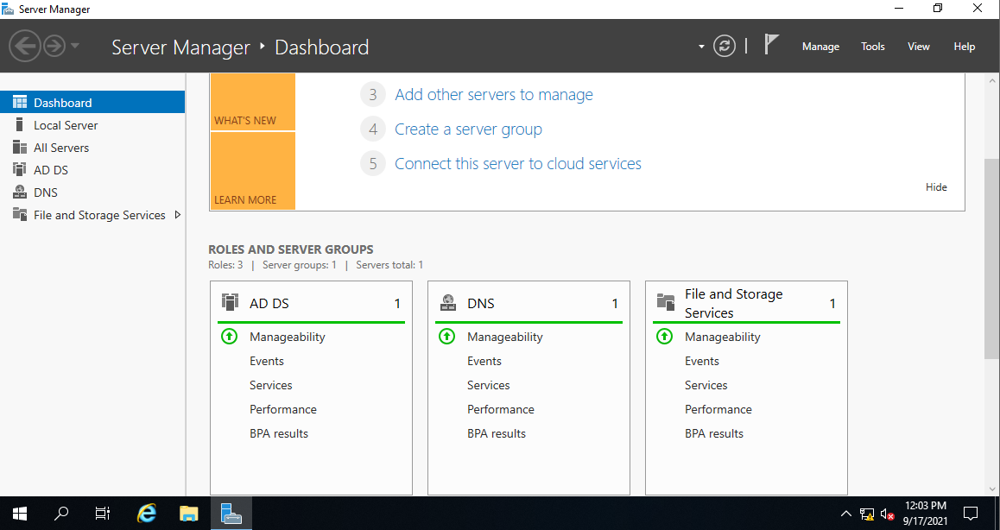 Server Manager
Server Manager ‣ Dashboard
Manage Tools View Help
Dashboard
Local Server
All Servers
AD DS
DNS
File and Storage Services
WHAT'S NEW
LEARN MORE
3 Add other servers to manage
4 Create a server group
5 Connect this server to cloud services
Hide
ROLES AND SERVER GROUPS
Roles: 3 | Server groups: 1 | Servers total: 1
AD DS 1
Manageability
Events
Services
Performance
BPA results
DNS 1
Manageability
Events
Services
Performance
BPA results
File and Storage
Services 1
Manageability
Events
Services
Performance
BPA results
12:03 PM
9/17/2021